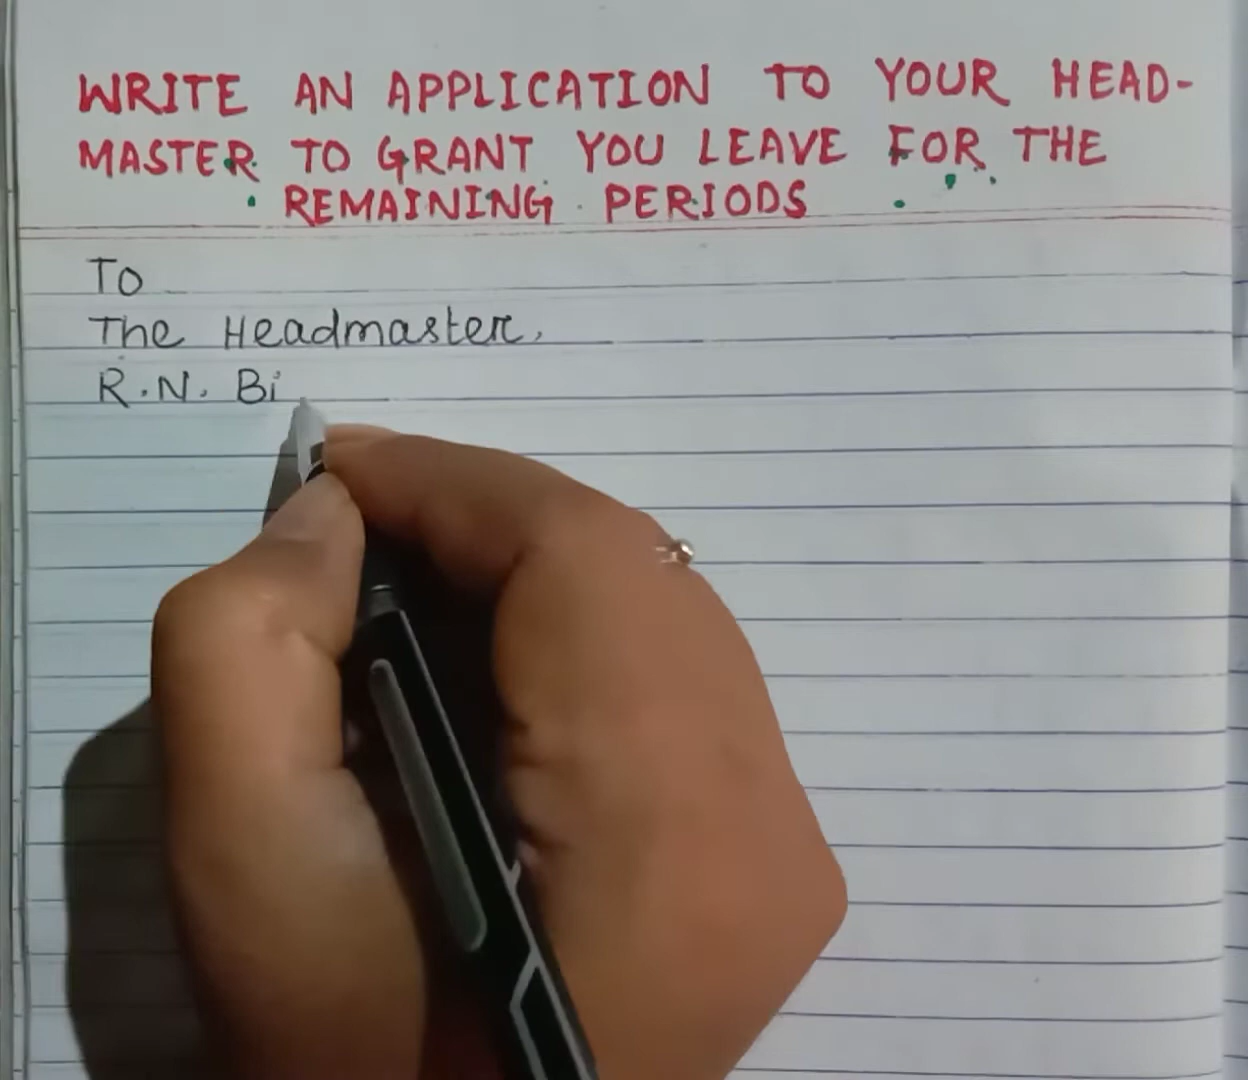 WRITE AN APPLICATION TO YOUR HEAD-
MASTER TO GRANT YOU LEAVE FOR THE
REMAINING PERIODS
To
The Headmaster,
R.N. Bi